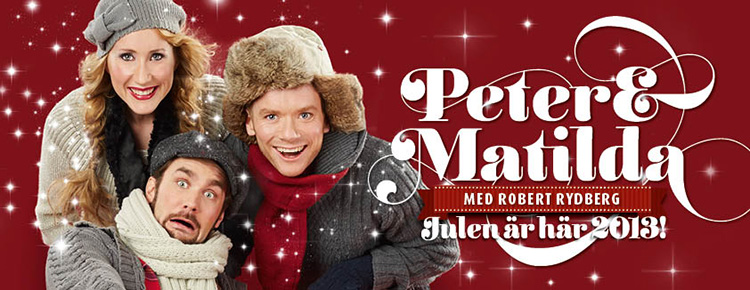 Peter &
Matilda
MED ROBERT RYDBERG
Julen är här 2013!